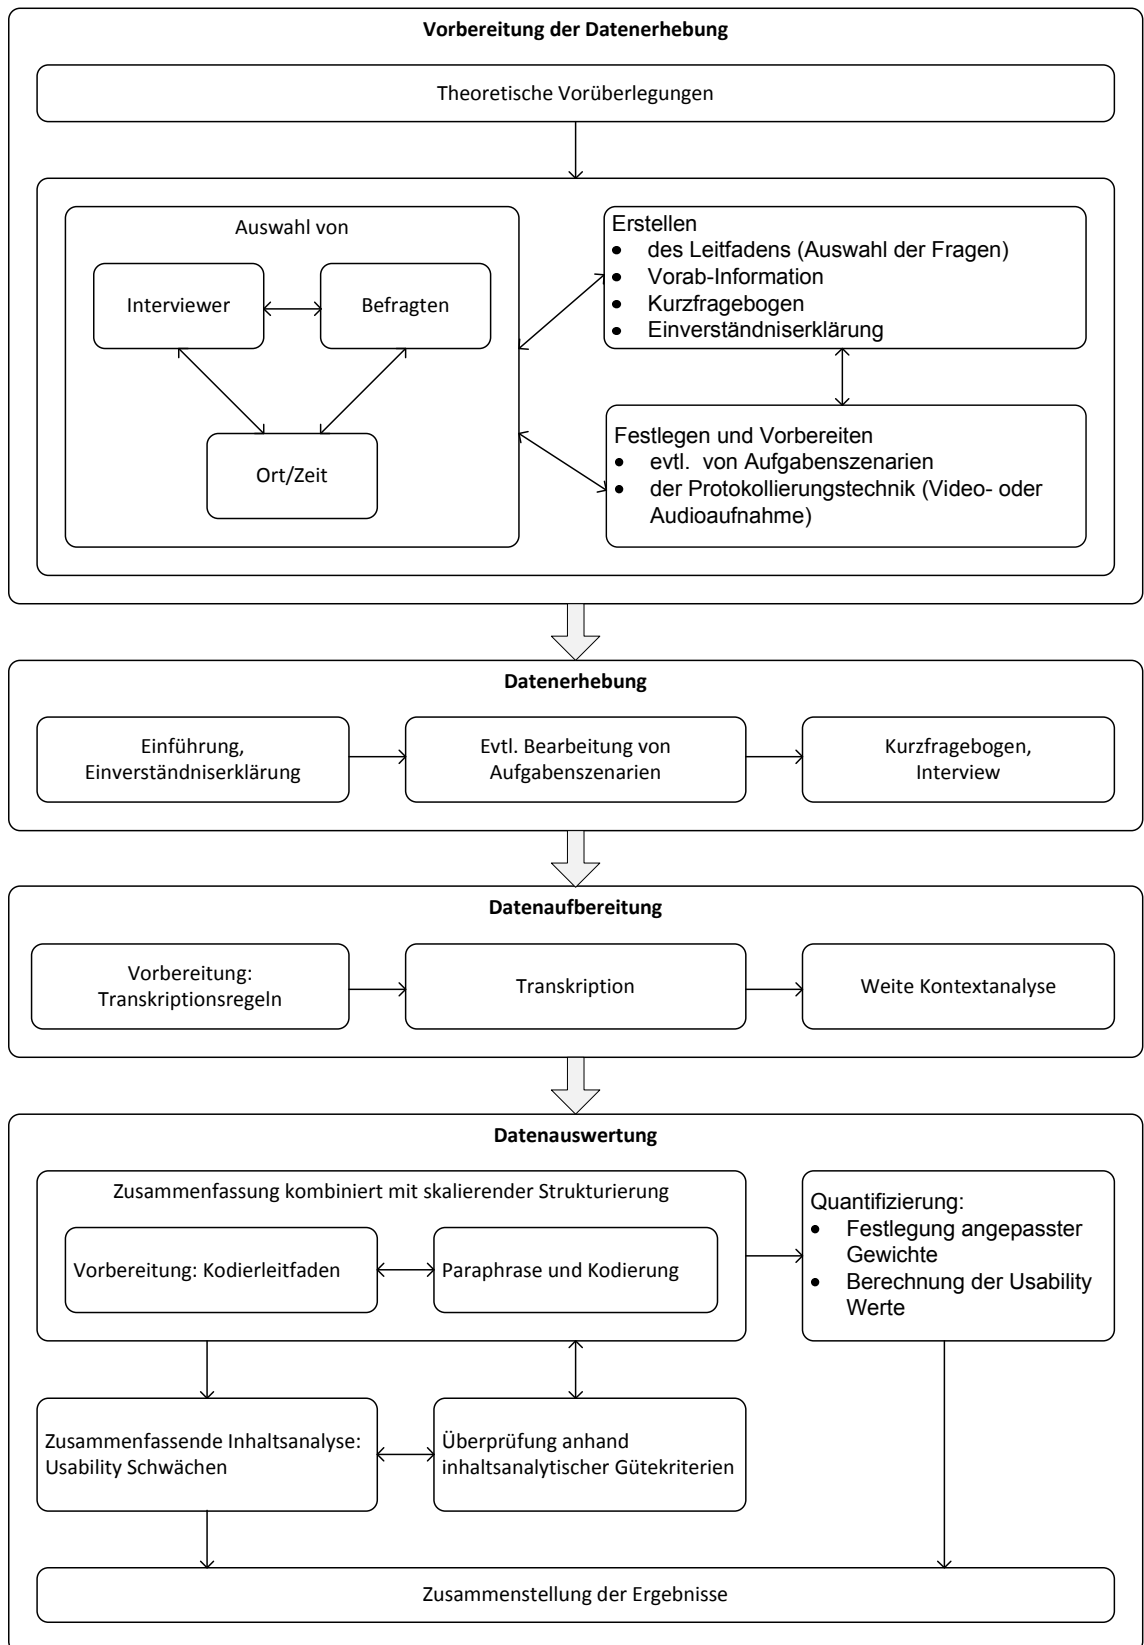 Vorbereitung der Datenerhebung
Theoretische Vorüberlegungen
Auswahl von
Interviewer
Befragten
Ort/Zeit
Erstellen
• des Leitfadens (Auswahl der Fragen)
• Vorab-Information
• Kurzfragebogen
• Einverständniserklärung
Festlegen und Vorbereiten
• evtl. von Aufgabenszenarien
• der Protokollierungstechnik (Video- oder
Audioaufnahme)
Datenerhebung
Einführung,
Einverständniserklärung
Evtl. Bearbeitung von
Aufgabenszenarien
Kurzfragebogen,
Interview
Datenaufbereitung
Vorbereitung:
Transkriptionsregeln
Transkription
Weite Kontextanalyse
Datenauswertung
Zusammenfassung kombiniert mit skalierender Strukturierung
Vorbereitung: Kodierleitfaden
Paraphrase und Kodierung
Quantifizierung:
• Festlegung angepasster
Gewichte
• Berechnung der Usability
Werte
Zusammenfassende Inhaltsanalyse:
Usability Schwächen
Überprüfung anhand
inhaltsanalytischer Gütekriterien
Zusammenstellung der Ergebnisse